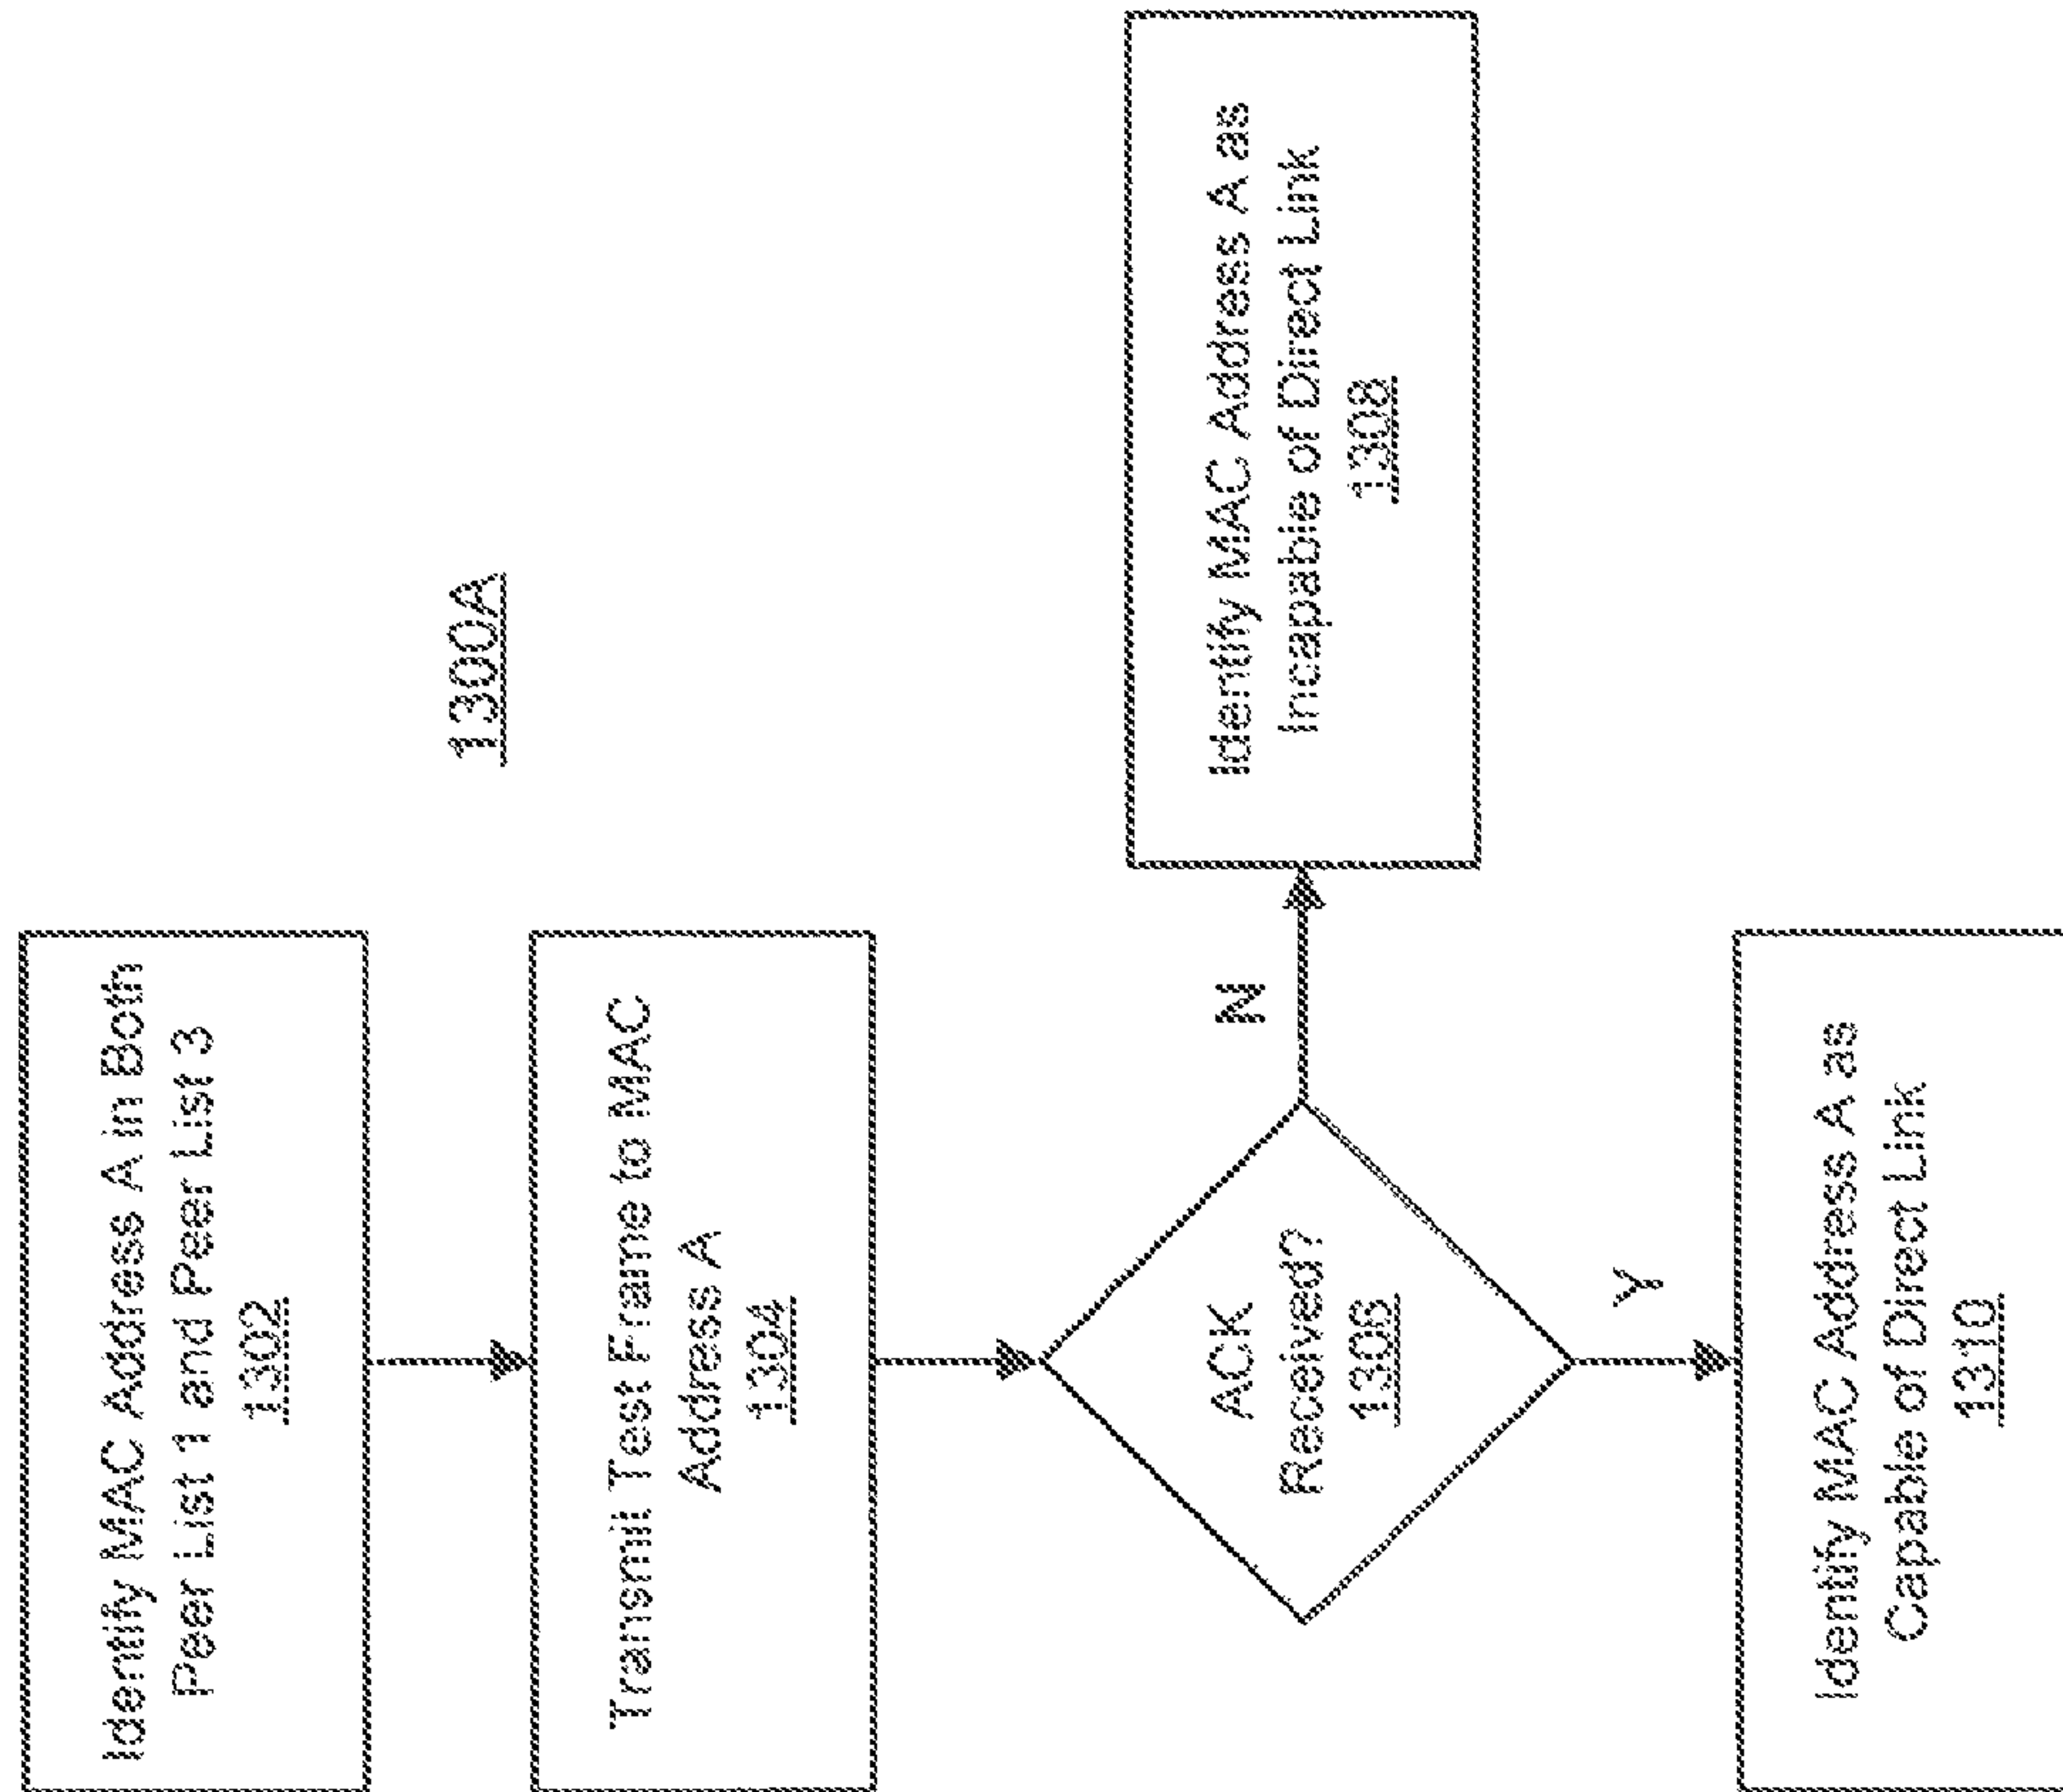 1300A
Identify MAC Address A in Both
Peer List 1 and Peer List 3
1302
Transmit Test Frame to MAC
Address A
1304
ACK
Received?
1306
N
Identify MAC Address A as
Incapable of Direct Link
1308
Y
Identify MAC Address A as
Capable of Direct Link
1310